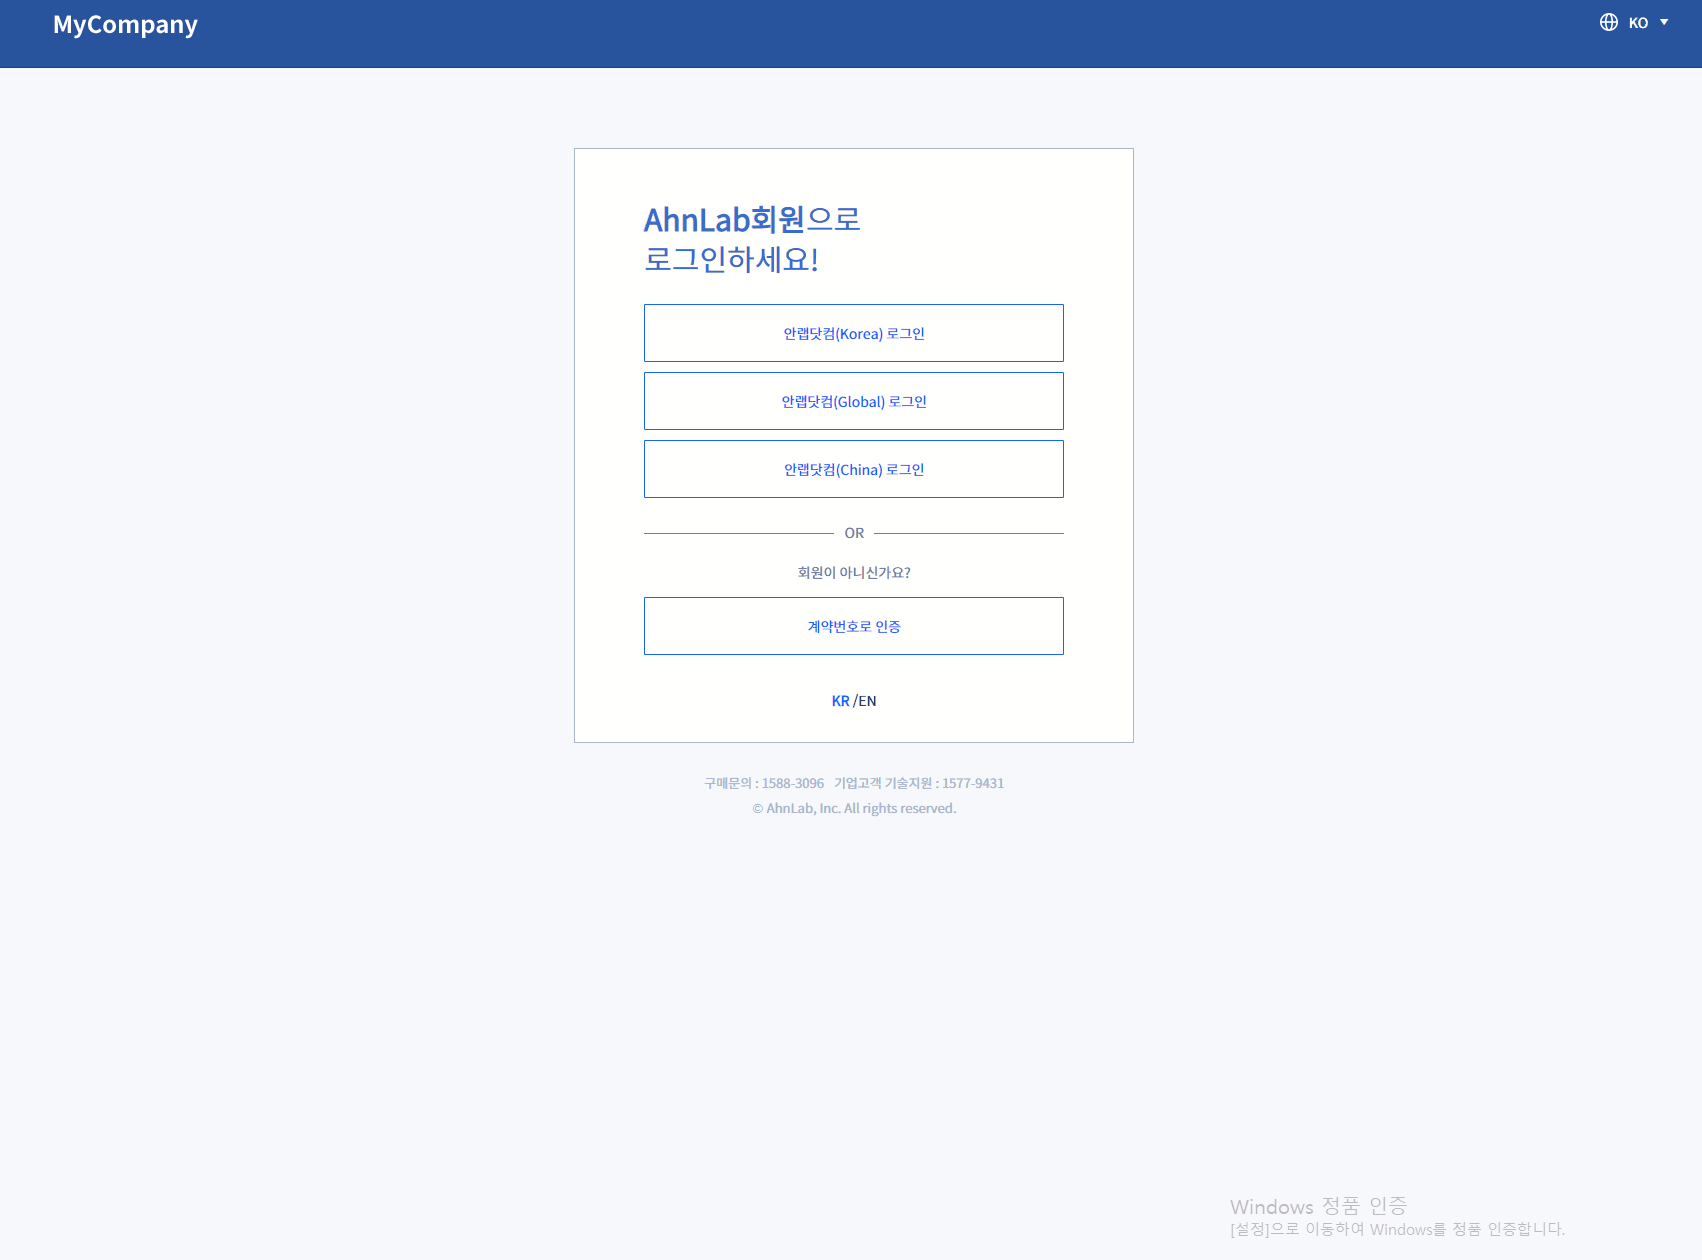 MyCompany
KO
AhnLab회원으로
로그인하세요!
안랩닷컴(Korea) 로그인
안랩닷컴(Global) 로그인
안랩닷컴(China) 로그인
OR
회원이 아니신가요?
계약번호로 인증
KR /EN
구매문의 : 1588-3096 기업고객 기술지원 : 1577-9431
© AhnLab, Inc. All rights reserved.
Windows 정품 인증
[설정]으로 이동하여 Windows를 정품 인증합니다.